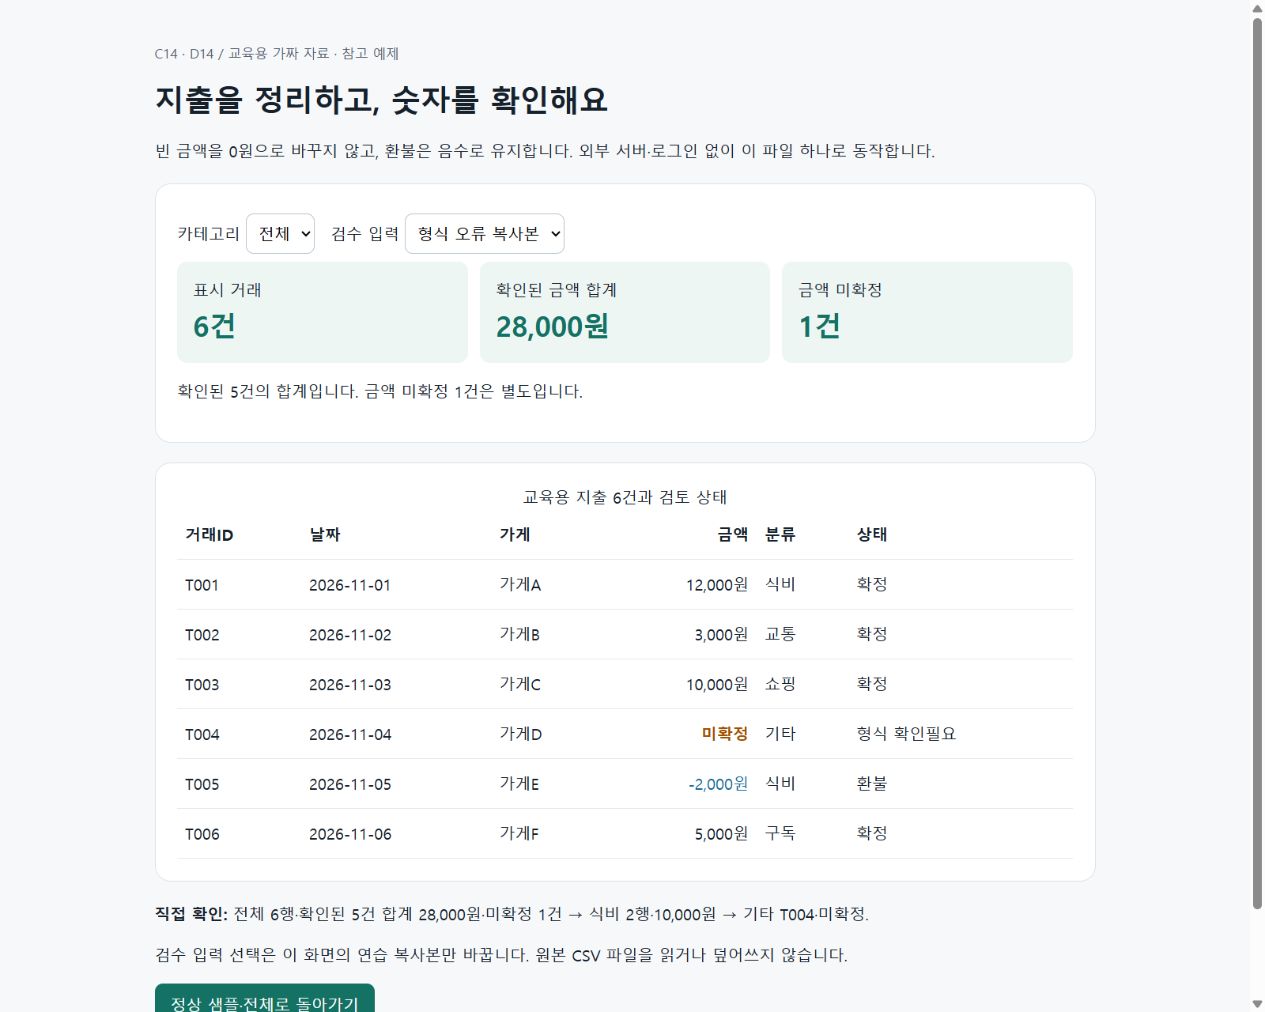 C14 · D14 / 교육용 가짜 자료 · 참고 예제
지출을 정리하고, 숫자를 확인해요
빈 금액을 0원으로 바꾸지 않고, 환불은 음수로 유지합니다. 외부 서버·로그인 없이 이 파일 하나로 동작합니다.
카테고리 전체 검수 입력 형식 오류 복사본
표시 거래 확인된 금액 합계 금액 미확정
6건 28,000원 1건
확인된 5건의 합계입니다. 금액 미확정 1건은 별도입니다.
교육용 지출 6건과 검토 상태
거래ID 날짜 가게 금액 분류 상태
T001 2026-11-01 가게A 12,000원 식비 확정
T002 2026-11-02 가게B 3,000원 교통 확정
T003 2026-11-03 가게C 10,000원 쇼핑 확정
T004 2026-11-04 가게D 미확정 기타 형식 확인필요
T005 2026-11-05 가게E -2,000원 식비 환불
T006 2026-11-06 가게F 5,000원 구독 확정
직접 확인: 전체 6행·확인된 5건 합계 28,000원·미확정 1건 → 식비 2행·10,000원 → 기타 T004·미확정.
검수 입력 선택은 이 화면의 연습 복사본만 바꿉니다. 원본 CSV 파일을 읽거나 덮어쓰지 않습니다.
정상 샘플·전체로 돌아가기